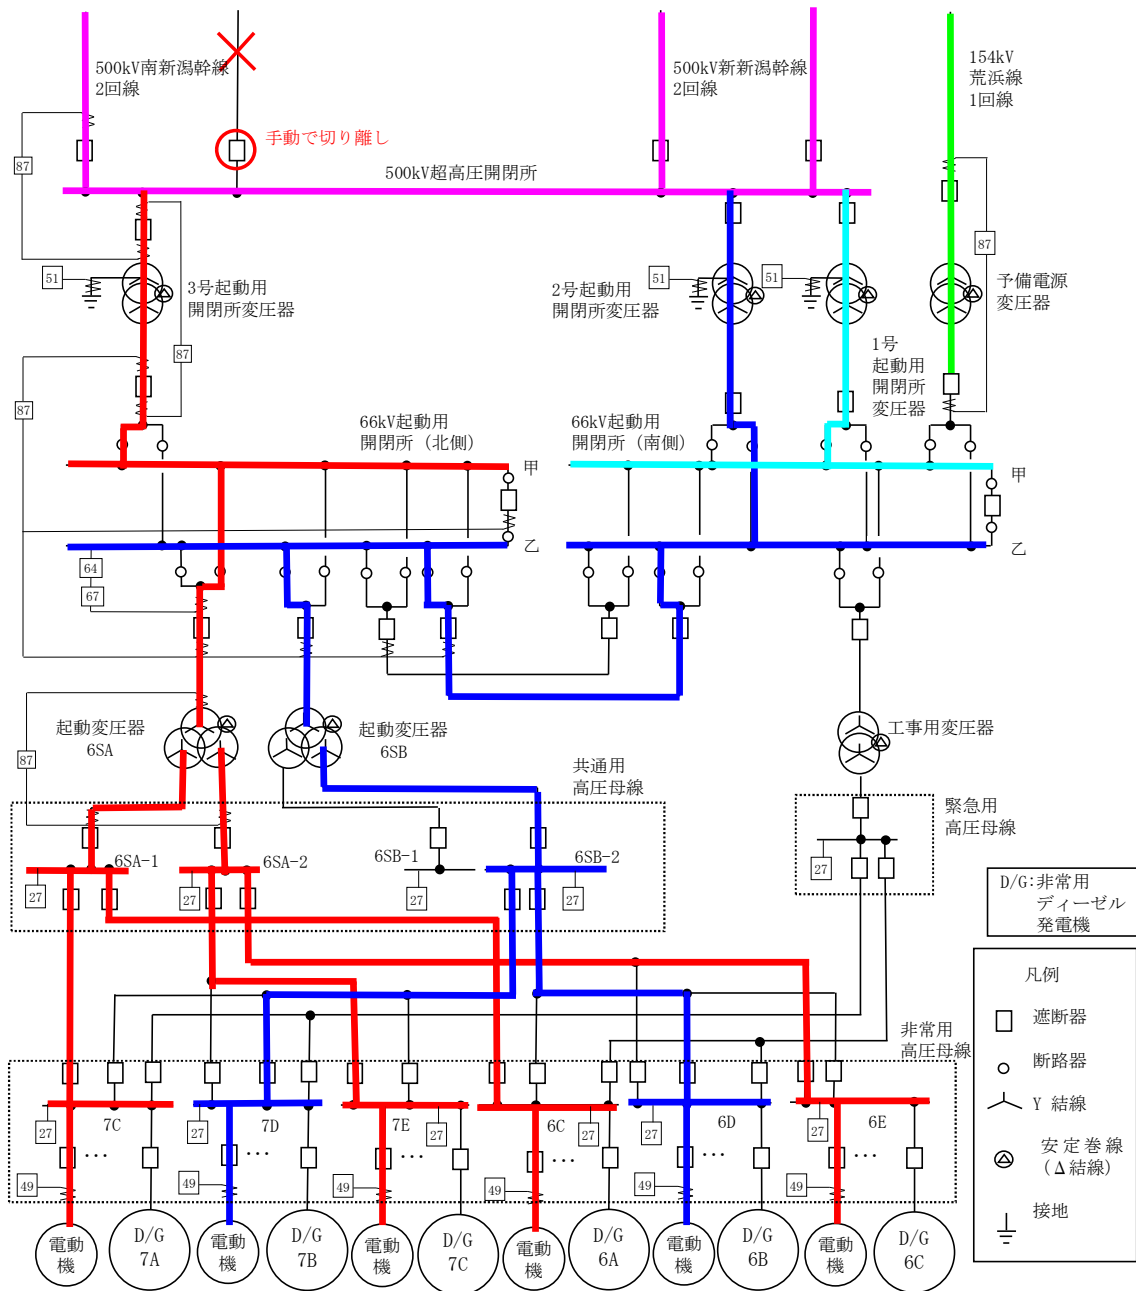 500kV南新潟幹線
2回線
手動で切り離し
500kV新新潟幹線
2回線
154kV
荒浜線
1回線
87
500kV超高圧開閉所
87
51
3号起動用
開閉所変圧器
87
51
2号起動用
開閉所変圧器
51
1号
起動用
開閉所
変圧器
予備電源
変圧器
87
66kV起動用
開閉所（北側）
66kV起動用
開閉所（南側）
甲
甲
乙
乙
64
67
起動変圧器
6SA
起動変圧器
6SB
工事用変圧器
87
共通用
高圧母線
緊急用
高圧母線
6SA-1
6SA-2
6SB-1
6SB-2
27
27
27
27
27
D/G:非常用
ディーゼル
発電機
凡例
遮断器
断路器
Y 結線
安定巻線
(Δ結線)
接地
非常用
高圧母線
7C
7D
7E
6C
6D
6E
27
27
27
27
27
27
…
…
…
…
…
…
49
49
49
49
49
49
電動
機
D/G
7A
電動
機
D/G
7B
電動
機
D/G
7C
電動
機
D/G
6A
電動
機
D/G
6B
電動
機
D/G
6C